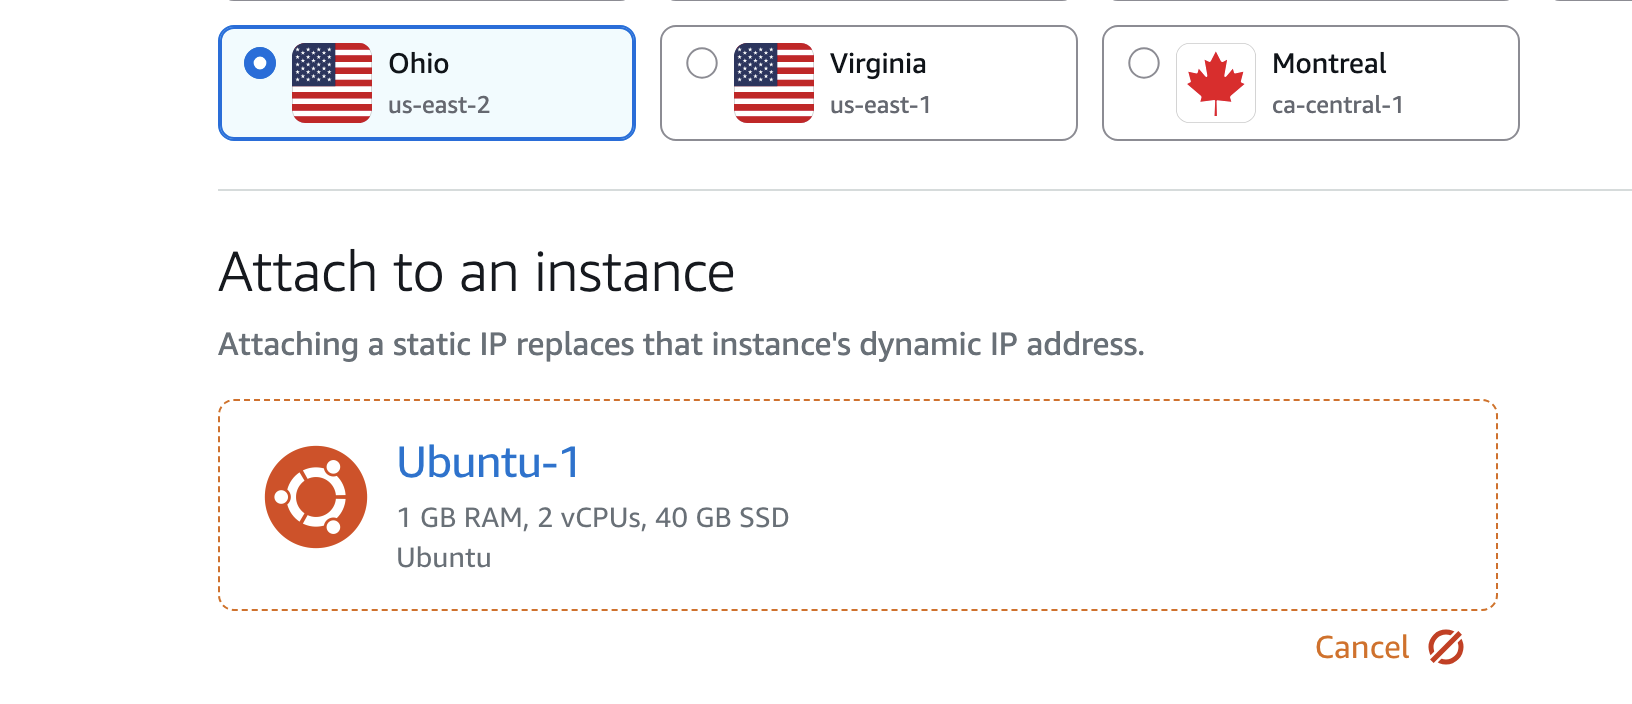 Ohio
us-east-2
Virginia
us-east-1
Montreal
ca-central-1
Attach to an instance
Attaching a static IP replaces that instance's dynamic IP address.
Ubuntu-1
1 GB RAM, 2 vCPUs, 40 GB SSD
Ubuntu
Cancel